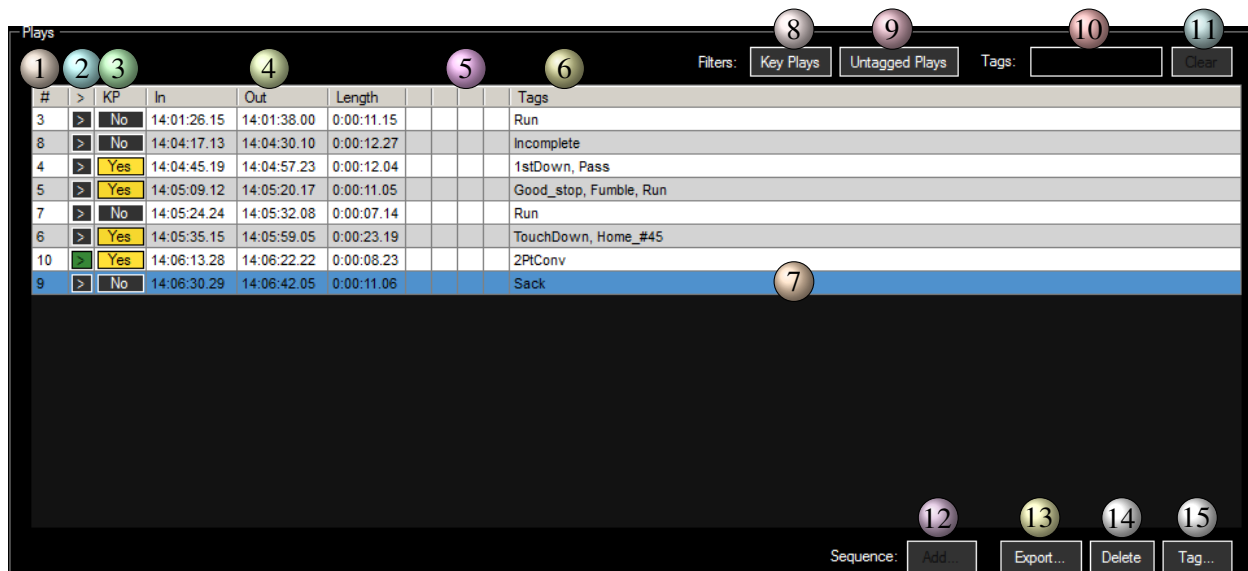 Plays
8 9 10 11
Filters: Key Plays Untagged Plays Tags: Clear
1 2 3 4 5 6
# > KP In Out Length Tags
3 > No 14:01:26.15 14:01:38.00 0:00:11.15 Run
8 > No 14:04:17.13 14:04:30.10 0:00:12.27 Incomplete
4 > Yes 14:04:45.19 14:04:57.23 0:00:12.04 1stDown, Pass
5 > Yes 14:05:09.12 14:05:20.17 0:00:11.05 Good_stop, Fumble, Run
7 > No 14:05:24.24 14:05:32.08 0:00:07.14 Run
6 > Yes 14:05:35.15 14:05:59.05 0:00:23.19 TouchDown, Home_#45
10 > Yes 14:06:13.28 14:06:22.22 0:00:08.23 2PtConv
9 > No 14:06:30.29 14:06:42.05 0:00:11.06 Sack
7
12 13 14 15
Sequence: Add... Export... Delete Tag...